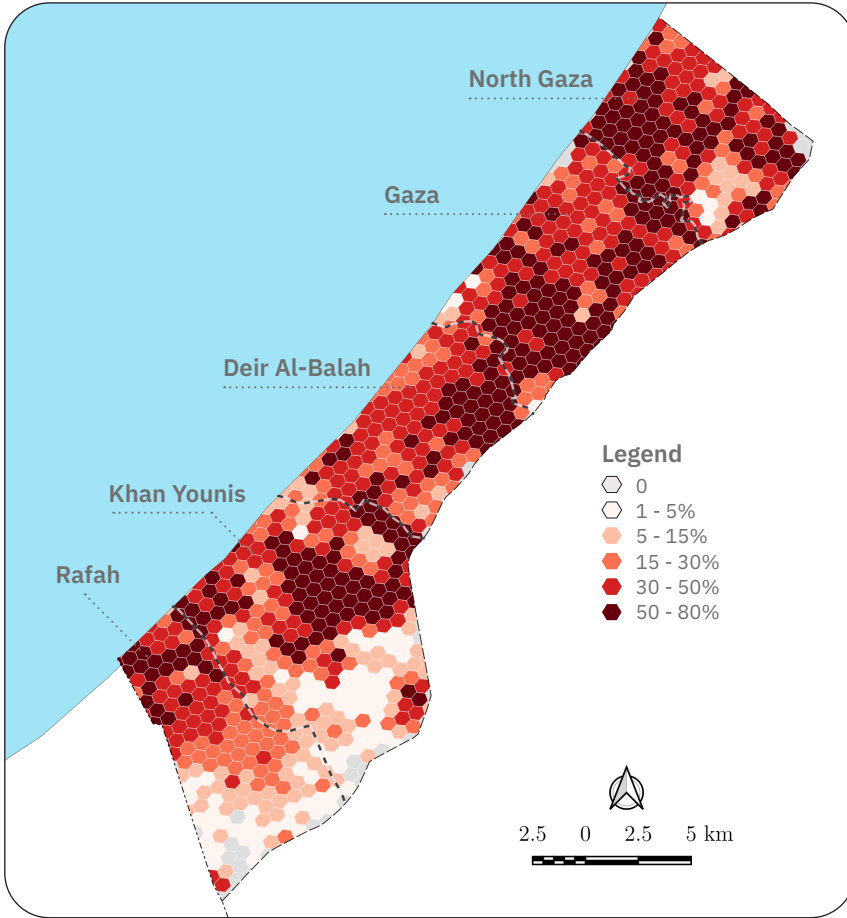 North Gaza
Gaza
Deir Al-Balah
Khan Younis
Rafah
Legend
0
1 - 5%
5 - 15%
15 - 30%
30 - 50%
50 - 80%
2.5 0 2.5 5 km